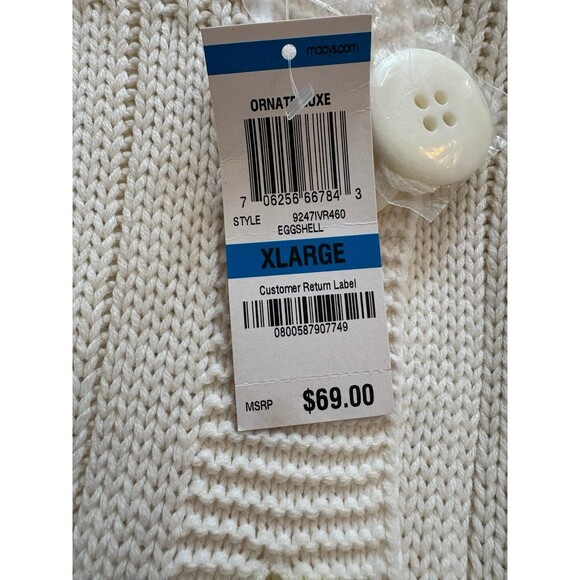 macys.com
7 06256 66784 3
STYLE 9247IVR460
EGGSHELL
XLARGE
Customer Return Label
0800587907749
MSRP $69.00